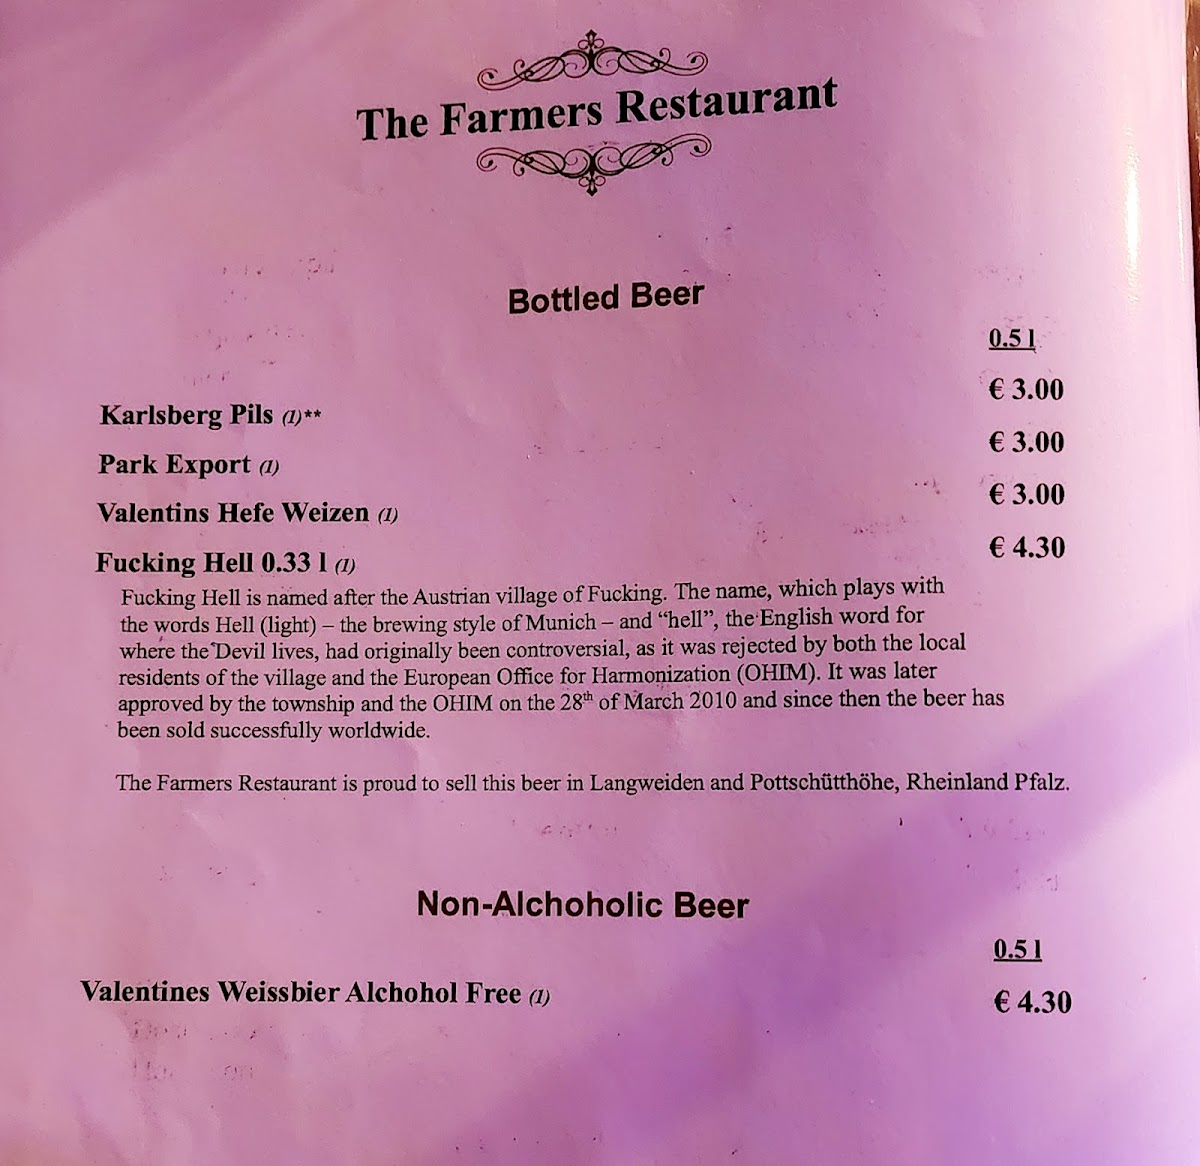 The Farmers Restaurant
Bottled Beer
0.5 l
Karlsberg Pils (1)** € 3.00
Park Export (1) € 3.00
Valentins Hefe Weizen (1) € 3.00
Fucking Hell 0.33 l (1) € 4.30
Fucking Hell is named after the Austrian village of Fucking. The name, which plays with
the words Hell (light) – the brewing style of Munich – and “hell”, the English word for
where the Devil lives, had originally been controversial, as it was rejected by both the local
residents of the village and the European Office for Harmonization (OHIM). It was later
approved by the township and the OHIM on the 28th of March 2010 and since then the beer has
been sold successfully worldwide.
The Farmers Restaurant is proud to sell this beer in Langweiden and Pottschütthöhe, Rheinland Pfalz.
Non-Alchoholic Beer
0.5 l
Valentines Weissbier Alchohol Free (1) € 4.30